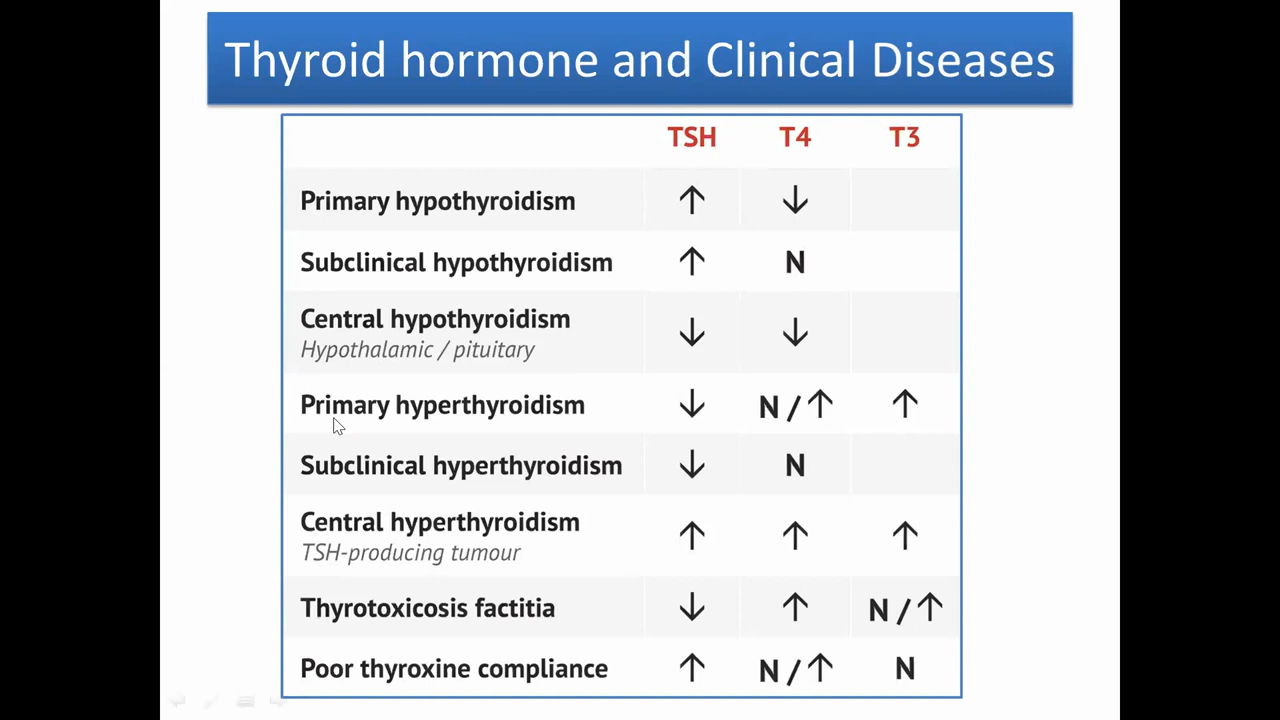 Thyroid hormone and Clinical Diseases
TSH T4 T3
Primary hypothyroidism ↑ ↓
Subclinical hypothyroidism ↑ N
Central hypothyroidism ↓ ↓
Hypothalamic / pituitary
Primary hyperthyroidism ↓ N / ↑ ↑
Subclinical hyperthyroidism ↓ N
Central hyperthyroidism ↑ ↑ ↑
TSH-producing tumour
Thyrotoxicosis factitia ↓ ↑ N / ↑
Poor thyroxine compliance ↑ N / ↑ N